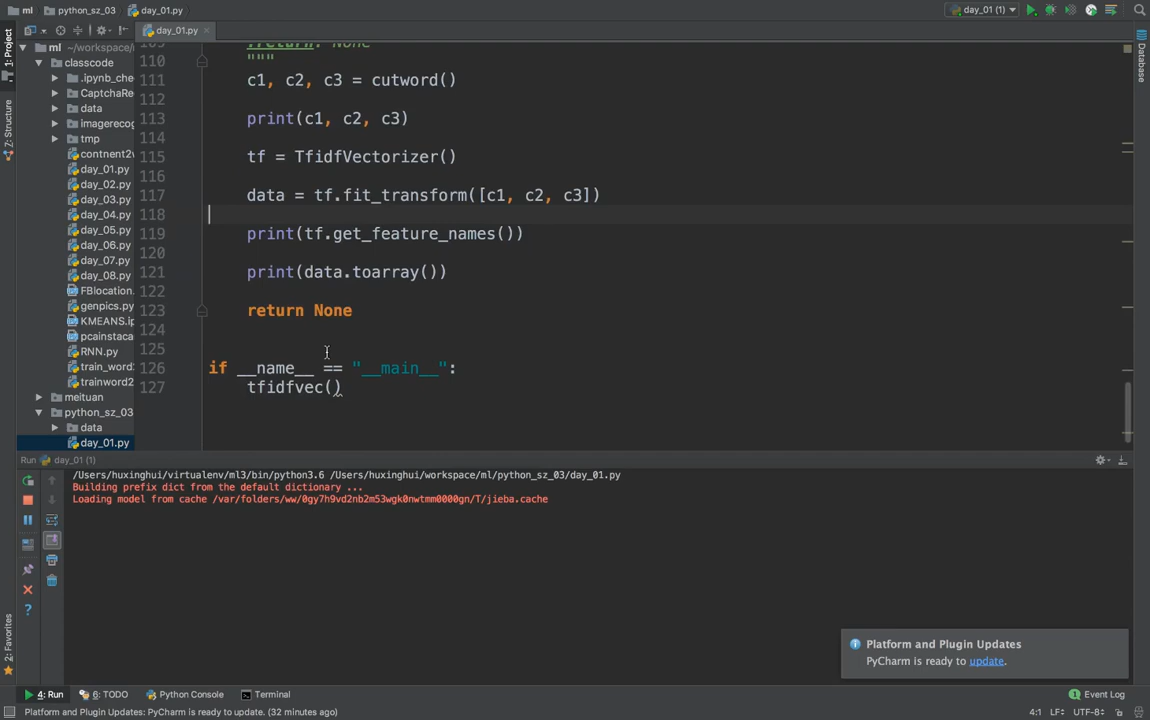 ml
python_sz_03
day_01.py
day_01 (1)
1: Project
day_01.py
ml ~/workspace/
classcode
.ipynb_che
CaptchaRe
data
imagerecog
tmp
contnent2v
day_01.py
day_02.py
day_03.py
day_04.py
day_05.py
day_06.py
day_07.py
day_08.py
FBlocation.
genpics.py
KMEANS.ip
pcainstaca
RNN.py
train_word2
trainword2
meituan
python_sz_03
data
day_01.py
Z: Structure
2: Favorites
Database
:return: None
110 """
111 c1, c2, c3 = cutword()
112
113 print(c1, c2, c3)
114
115 tf = TfidfVectorizer()
116
117 data = tf.fit_transform([c1, c2, c3])
118
119 print(tf.get_feature_names())
120
121 print(data.toarray())
122
123 return None
124
125
126 if __name__ == "__main__":
127 tfidfvec()
Run day_01 (1)
/Users/huxinghui/virtualenv/ml3/bin/python3.6 /Users/huxinghui/workspace/ml/python_sz_03/day_01.py
Building prefix dict from the default dictionary ...
Loading model from cache /var/folders/ww/0gy7h9vd2nb2m53wgk0nwtmm0000gn/T/jieba.cache
Platform and Plugin Updates
PyCharm is ready to update.
4: Run
6: TODO
Python Console
Terminal
1 Event Log
Platform and Plugin Updates: PyCharm is ready to update. (32 minutes ago)
4:1 LF÷ UTF-8÷